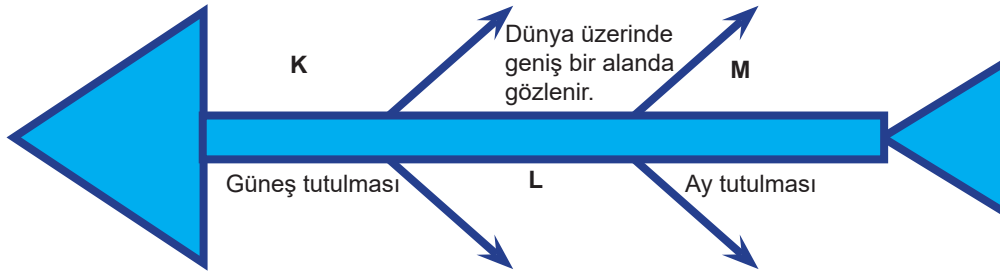 K
Dünya üzerinde
geniş bir alanda
gözlenir.
M
Güneş tutulması
L
Ay tutulması